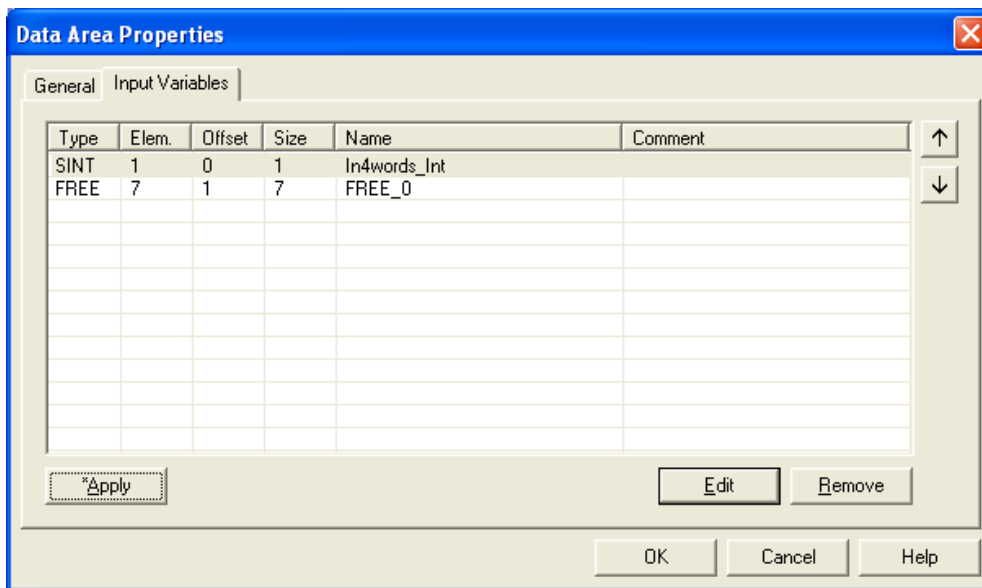 Data Area Properties
General Input Variables
Type Elem. Offset Size Name Comment
SINT 1 0 1 In4words_Int
FREE 7 1 7 FREE_0
*Apply Edit Remove
OK Cancel Help